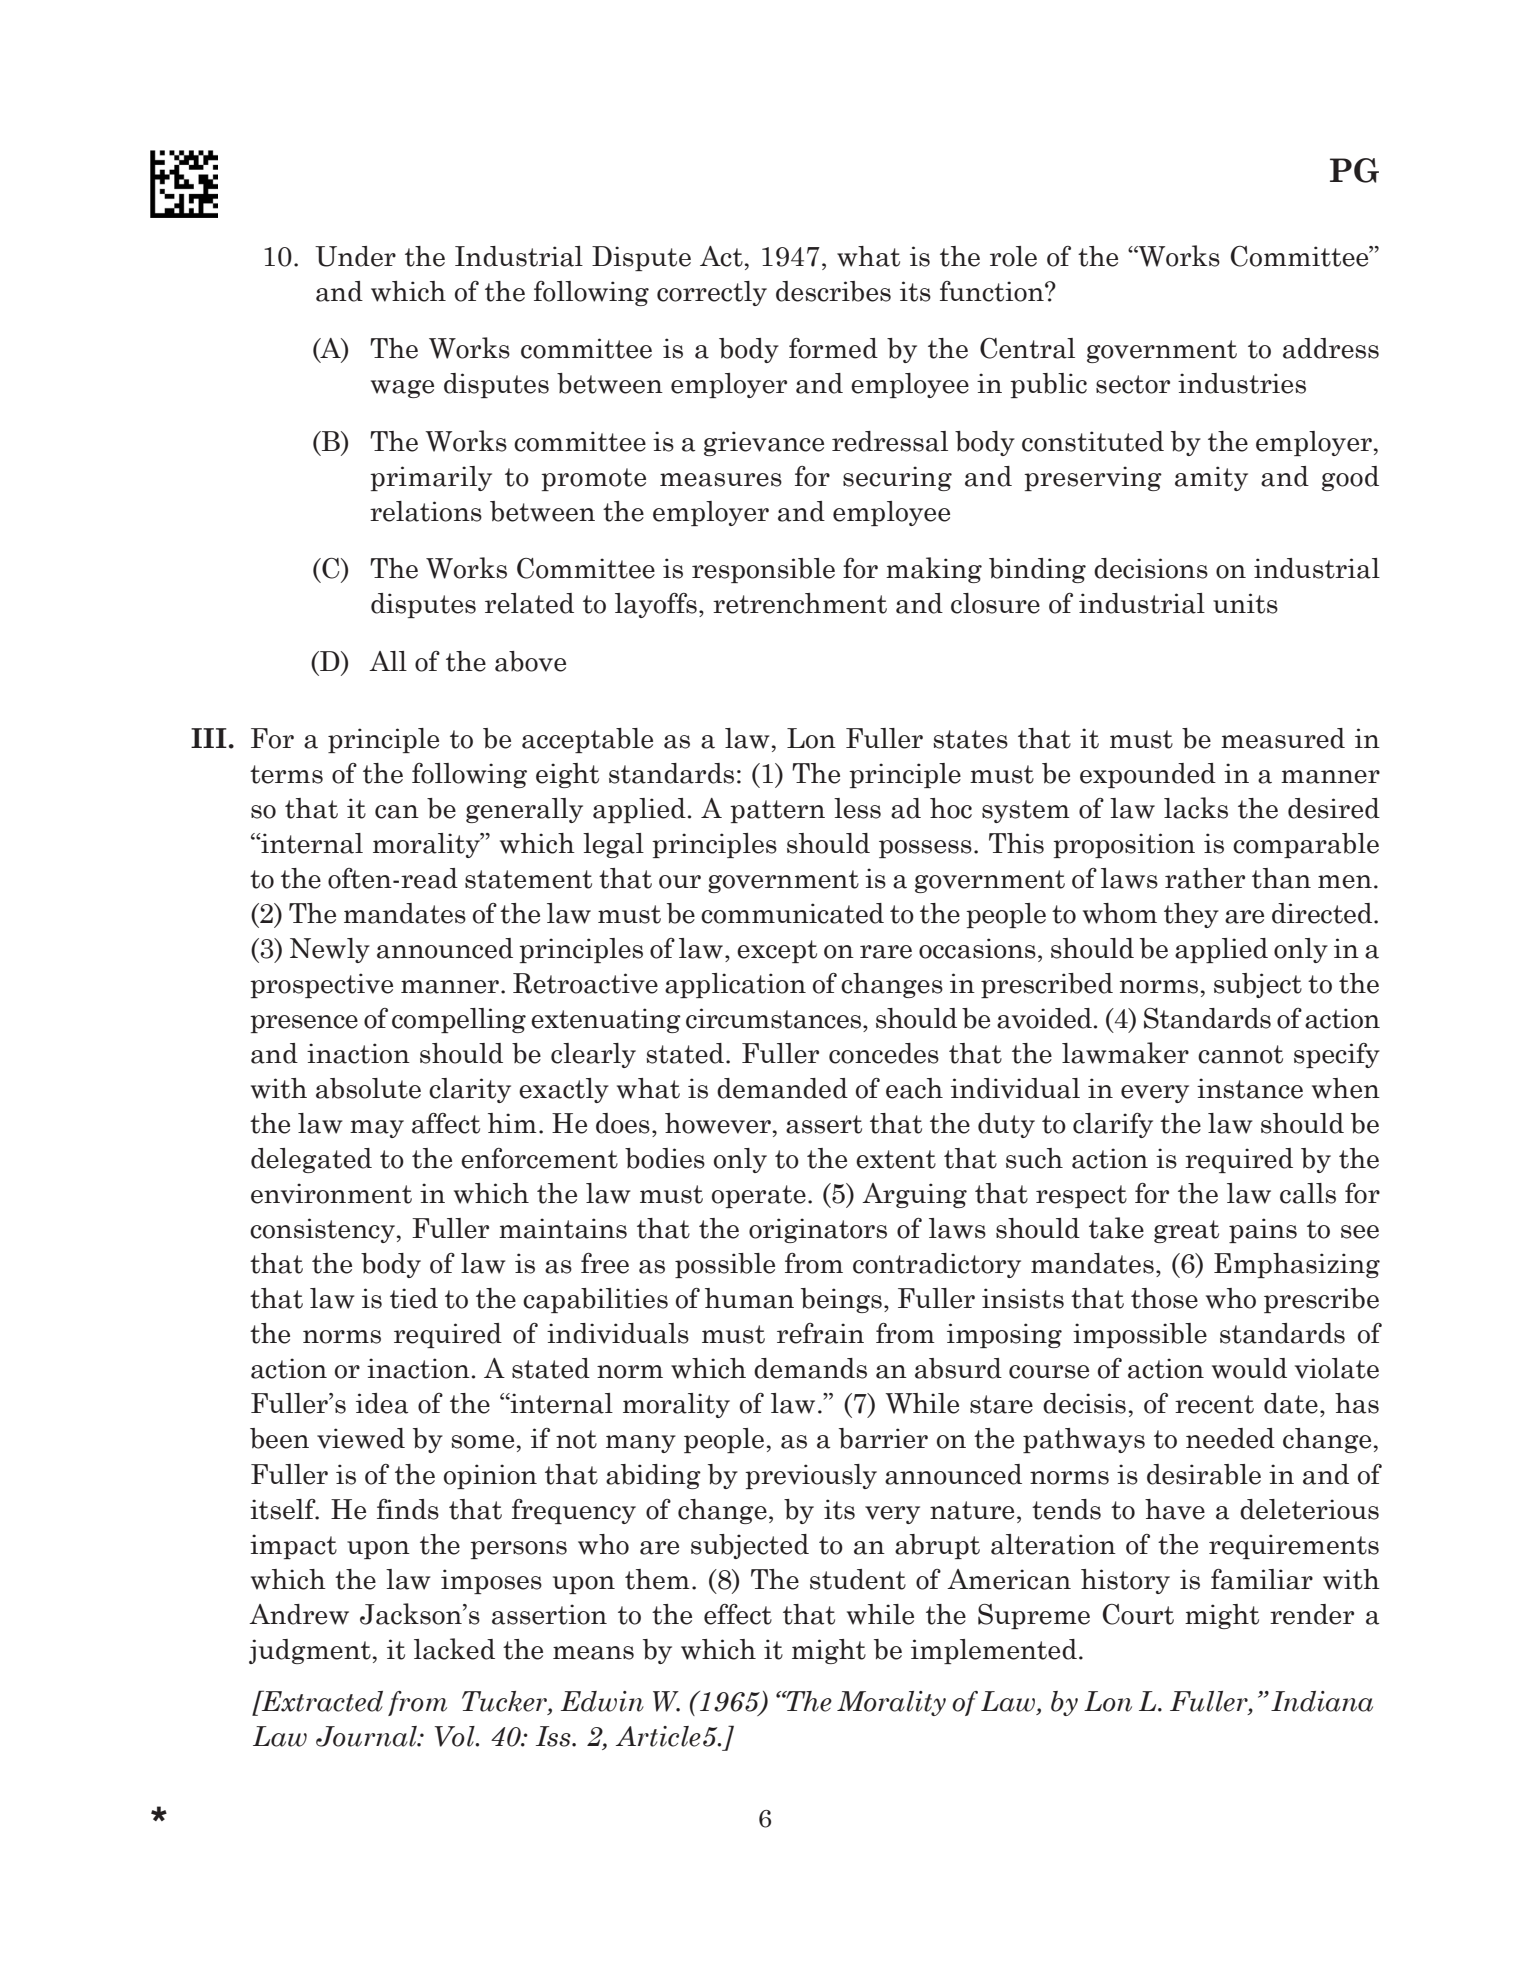 PG
10. Under the Industrial Dispute Act, 1947, what is the role of the “Works Committee”
and which of the following correctly describes its function?
(A) The Works committee is a body formed by the Central government to address
wage disputes between employer and employee in public sector industries
(B) The Works committee is a grievance redressal body constituted by the employer,
primarily to promote measures for securing and preserving amity and good
relations between the employer and employee
(C) The Works Committee is responsible for making binding decisions on industrial
disputes related to layoffs, retrenchment and closure of industrial units
(D) All of the above
III. For a principle to be acceptable as a law, Lon Fuller states that it must be measured in
terms of the following eight standards: (1) The principle must be expounded in a manner
so that it can be generally applied. A pattern less ad hoc system of law lacks the desired
“internal morality” which legal principles should possess. This proposition is comparable
to the often-read statement that our government is a government of laws rather than men.
(2) The mandates of the law must be communicated to the people to whom they are directed.
(3) Newly announced principles of law, except on rare occasions, should be applied only in a
prospective manner. Retroactive application of changes in prescribed norms, subject to the
presence of compelling extenuating circumstances, should be avoided. (4) Standards of action
and inaction should be clearly stated. Fuller concedes that the lawmaker cannot specify
with absolute clarity exactly what is demanded of each individual in every instance when
the law may affect him. He does, however, assert that the duty to clarify the law should be
delegated to the enforcement bodies only to the extent that such action is required by the
environment in which the law must operate. (5) Arguing that respect for the law calls for
consistency, Fuller maintains that the originators of laws should take great pains to see
that the body of law is as free as possible from contradictory mandates, (6) Emphasizing
that law is tied to the capabilities of human beings, Fuller insists that those who prescribe
the norms required of individuals must refrain from imposing impossible standards of
action or inaction. A stated norm which demands an absurd course of action would violate
Fuller’s idea of the “internal morality of law.” (7) While stare decisis, of recent date, has
been viewed by some, if not many people, as a barrier on the pathways to needed change,
Fuller is of the opinion that abiding by previously announced norms is desirable in and of
itself. He finds that frequency of change, by its very nature, tends to have a deleterious
impact upon the persons who are subjected to an abrupt alteration of the requirements
which the law imposes upon them. (8) The student of American history is familiar with
Andrew Jackson’s assertion to the effect that while the Supreme Court might render a
judgment, it lacked the means by which it might be implemented.
[Extracted from Tucker, Edwin W. (1965) “The Morality of Law, by Lon L. Fuller,” Indiana
Law Journal: Vol. 40: Iss. 2, Article5.]
* 6